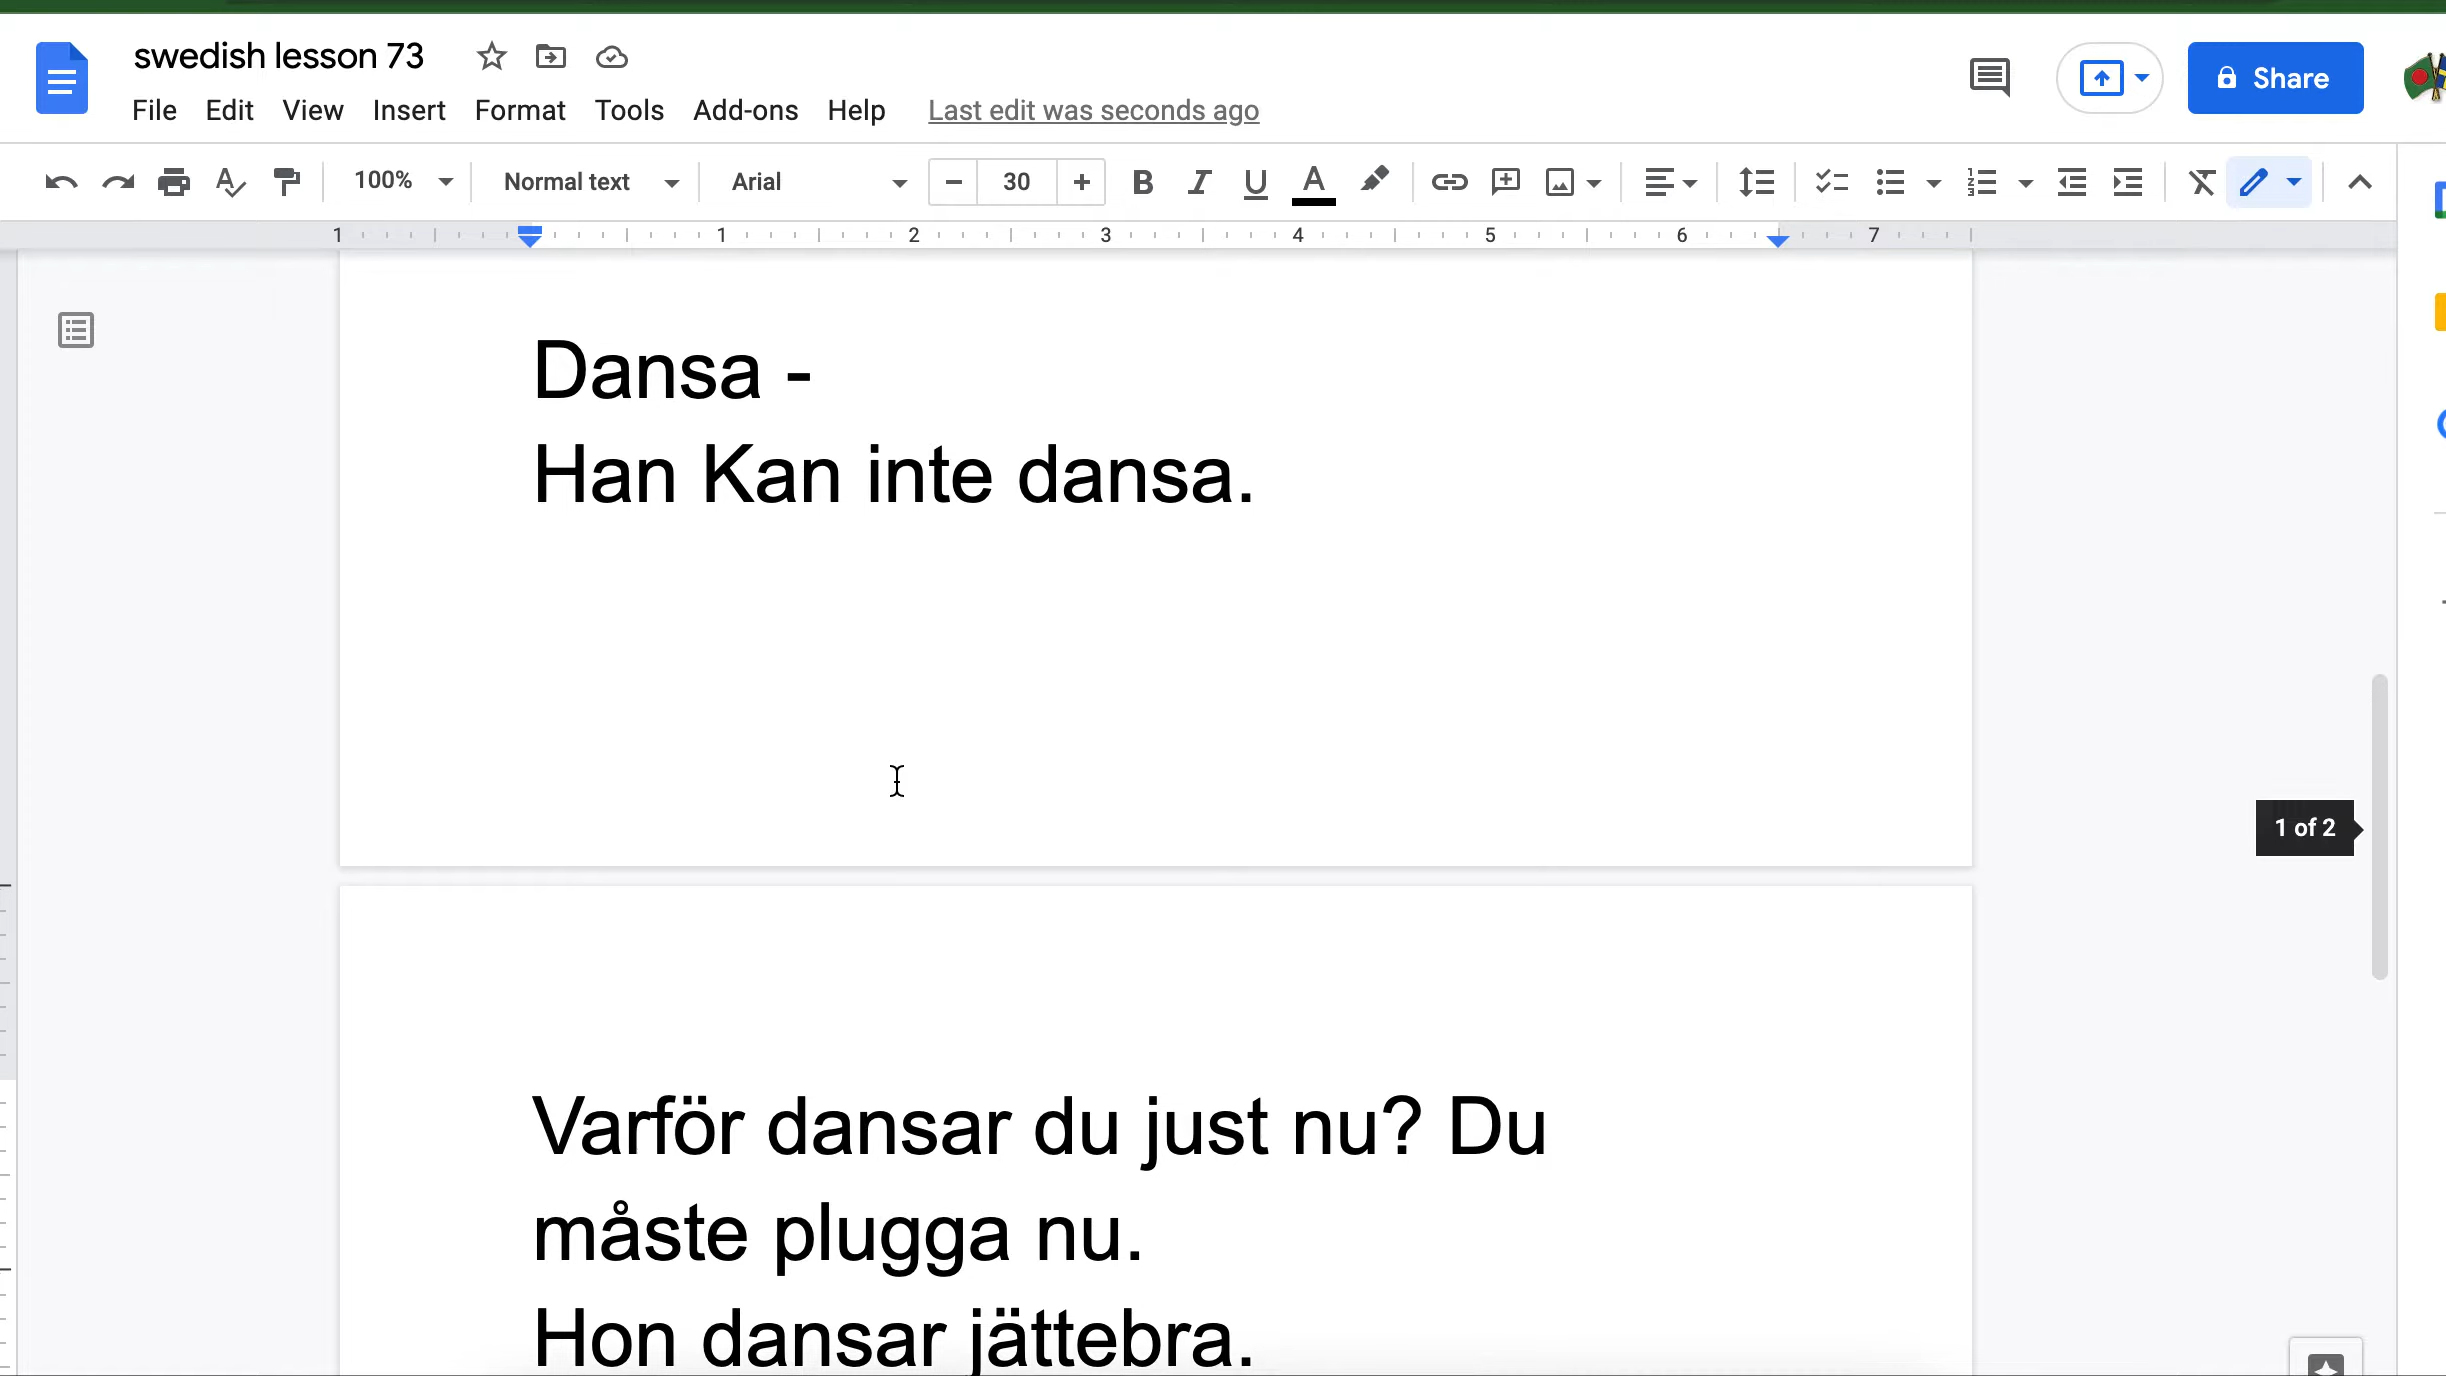 swedish lesson 73
File Edit View Insert Format Tools Add-ons Help Last edit was seconds ago
Share
100% Normal text Arial 30
1 1 2 3 4 5 6 7
Dansa -
Han Kan inte dansa.
1 of 2
Varför dansar du just nu? Du
måste plugga nu.
Hon dansar jättebra.